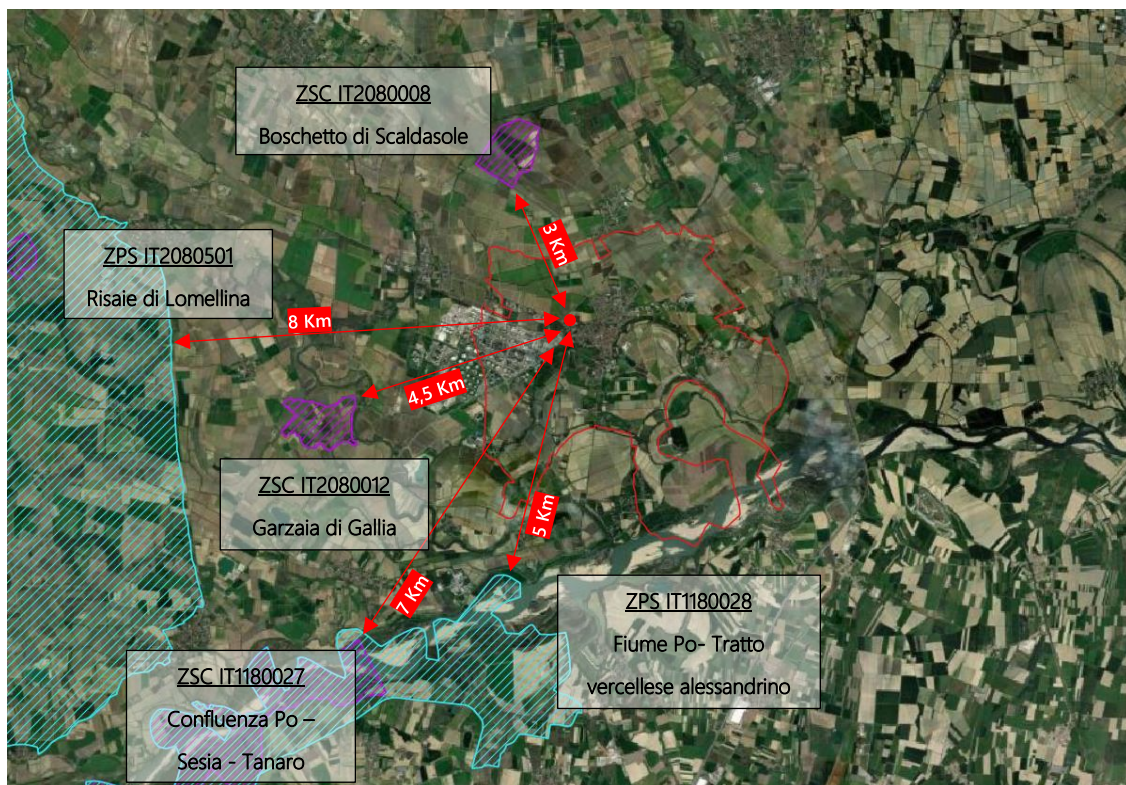 ZSC IT2080008
Boschetto di Scaldasole
ZPS IT2080501
Risaie di Lomellina
3 Km
8 Km
4,5 Km
ZSC IT2080012
Garzaia di Gallia
5 Km
7 Km
ZPS IT1180028
Fiume Po- Tratto
vercellese alessandrino
ZSC IT1180027
Confluenza Po –
Sesia - Tanaro